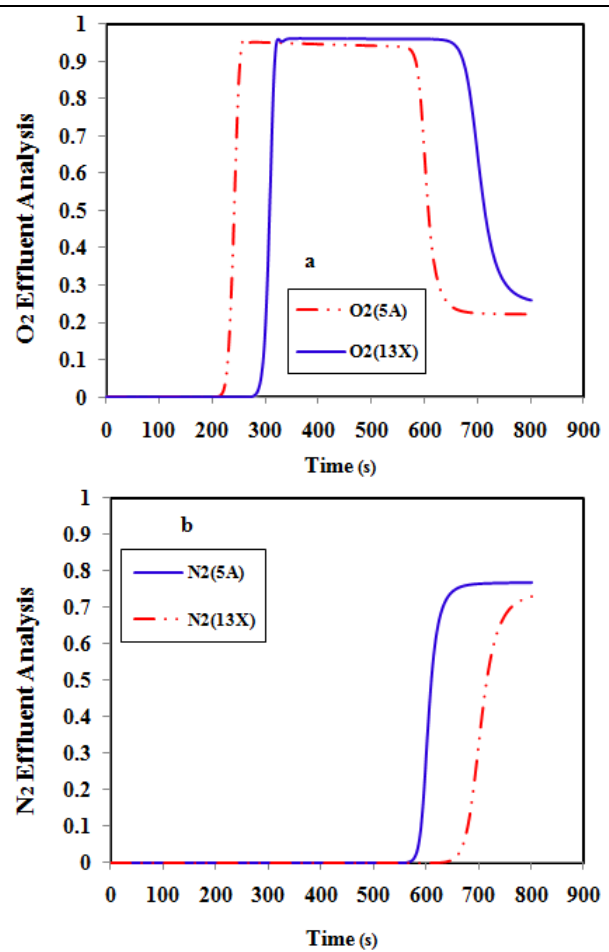 1
0.9
0.8
0.7
0.6
0.5
0.4
0.3
0.2
0.1
0
O2 Effluent Analysis
a
O2(5A)
O2(13X)
0 100 200 300 400 500 600 700 800 900
Time (s)
1
0.9
0.8
0.7
0.6
0.5
0.4
0.3
0.2
0.1
0
N2 Effluent Analysis
b
N2(5A)
N2(13X)
0 100 200 300 400 500 600 700 800 900
Time (s)